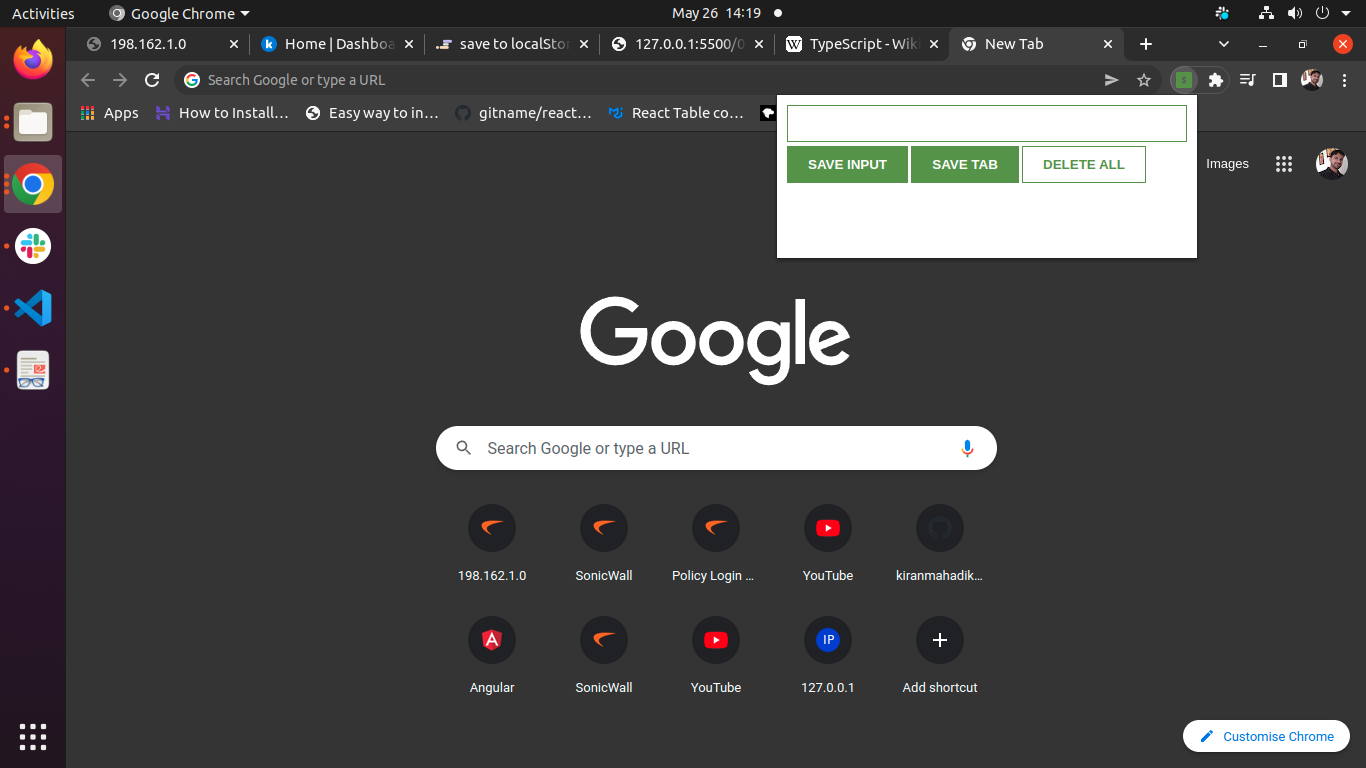 Activities
Google Chrome
May 26 14:19
198.162.1.0
Home | Dashboa
save to localStor
127.0.0.1:5500/0
TypeScript - Wiki
New Tab
Search Google or type a URL
Apps
How to Install…
Easy way to in…
gitname/react…
React Table co…
SAVE INPUT
SAVE TAB
DELETE ALL
Images
Google
Search Google or type a URL
198.162.1.0
SonicWall
Policy Login ...
YouTube
kiranmahadik...
Angular
SonicWall
YouTube
IP
127.0.0.1
Add shortcut
Customise Chrome